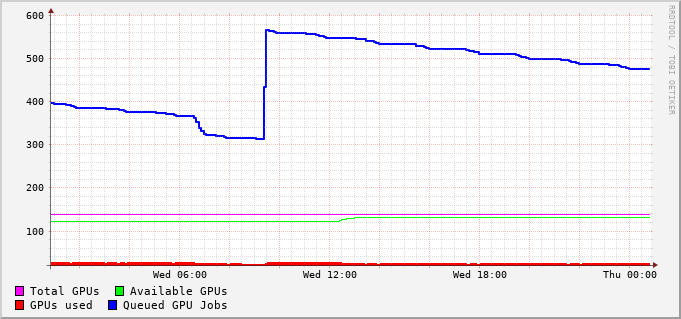 600
500
400
300
200
100
Wed 06:00 Wed 12:00 Wed 18:00 Thu 00:00
Total GPUs Available GPUs
GPUs used Queued GPU Jobs
RRDTOOL / TOBI OETIKER